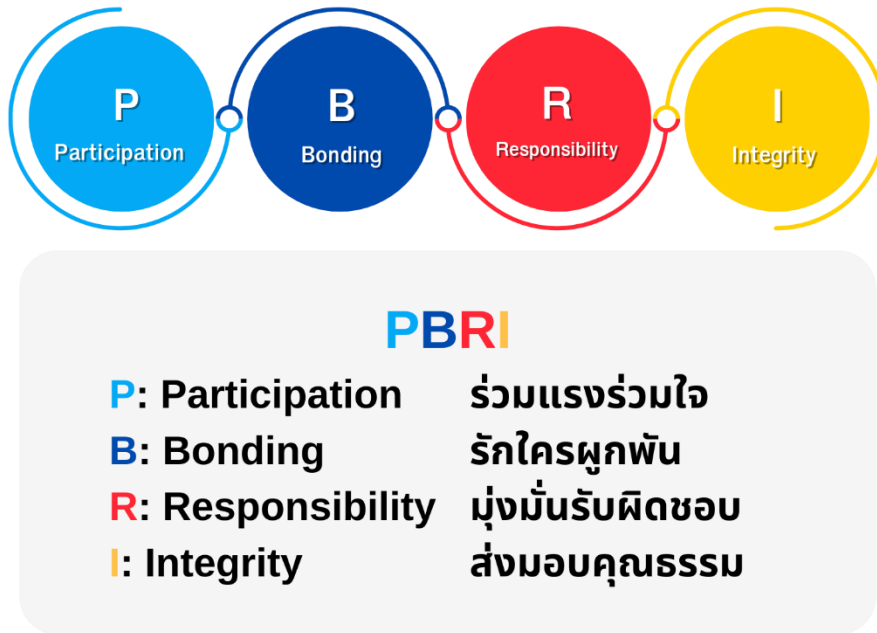 P
Participation
B
Bonding
R
Responsibility
I
Integrity
PBRI
P: Participation ร่วมแรงร่วมใจ
B: Bonding รักใครผูกพัน
R: Responsibility มุ่งมั่นรับผิดชอบ
I: Integrity ส่งมอบคุณธรรม